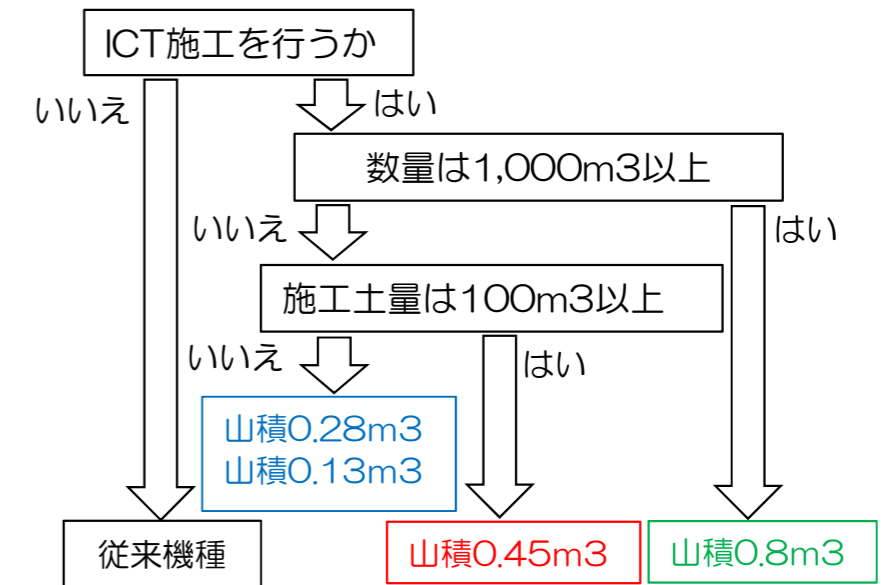 ICT施工を行うか
いいえ
はい
数量は1,000m3以上
いいえ
はい
施工土量は100m3以上
いいえ
はい
山積0.28m3
山積0.13m3
従来機種
山積0.45m3
山積0.8m3